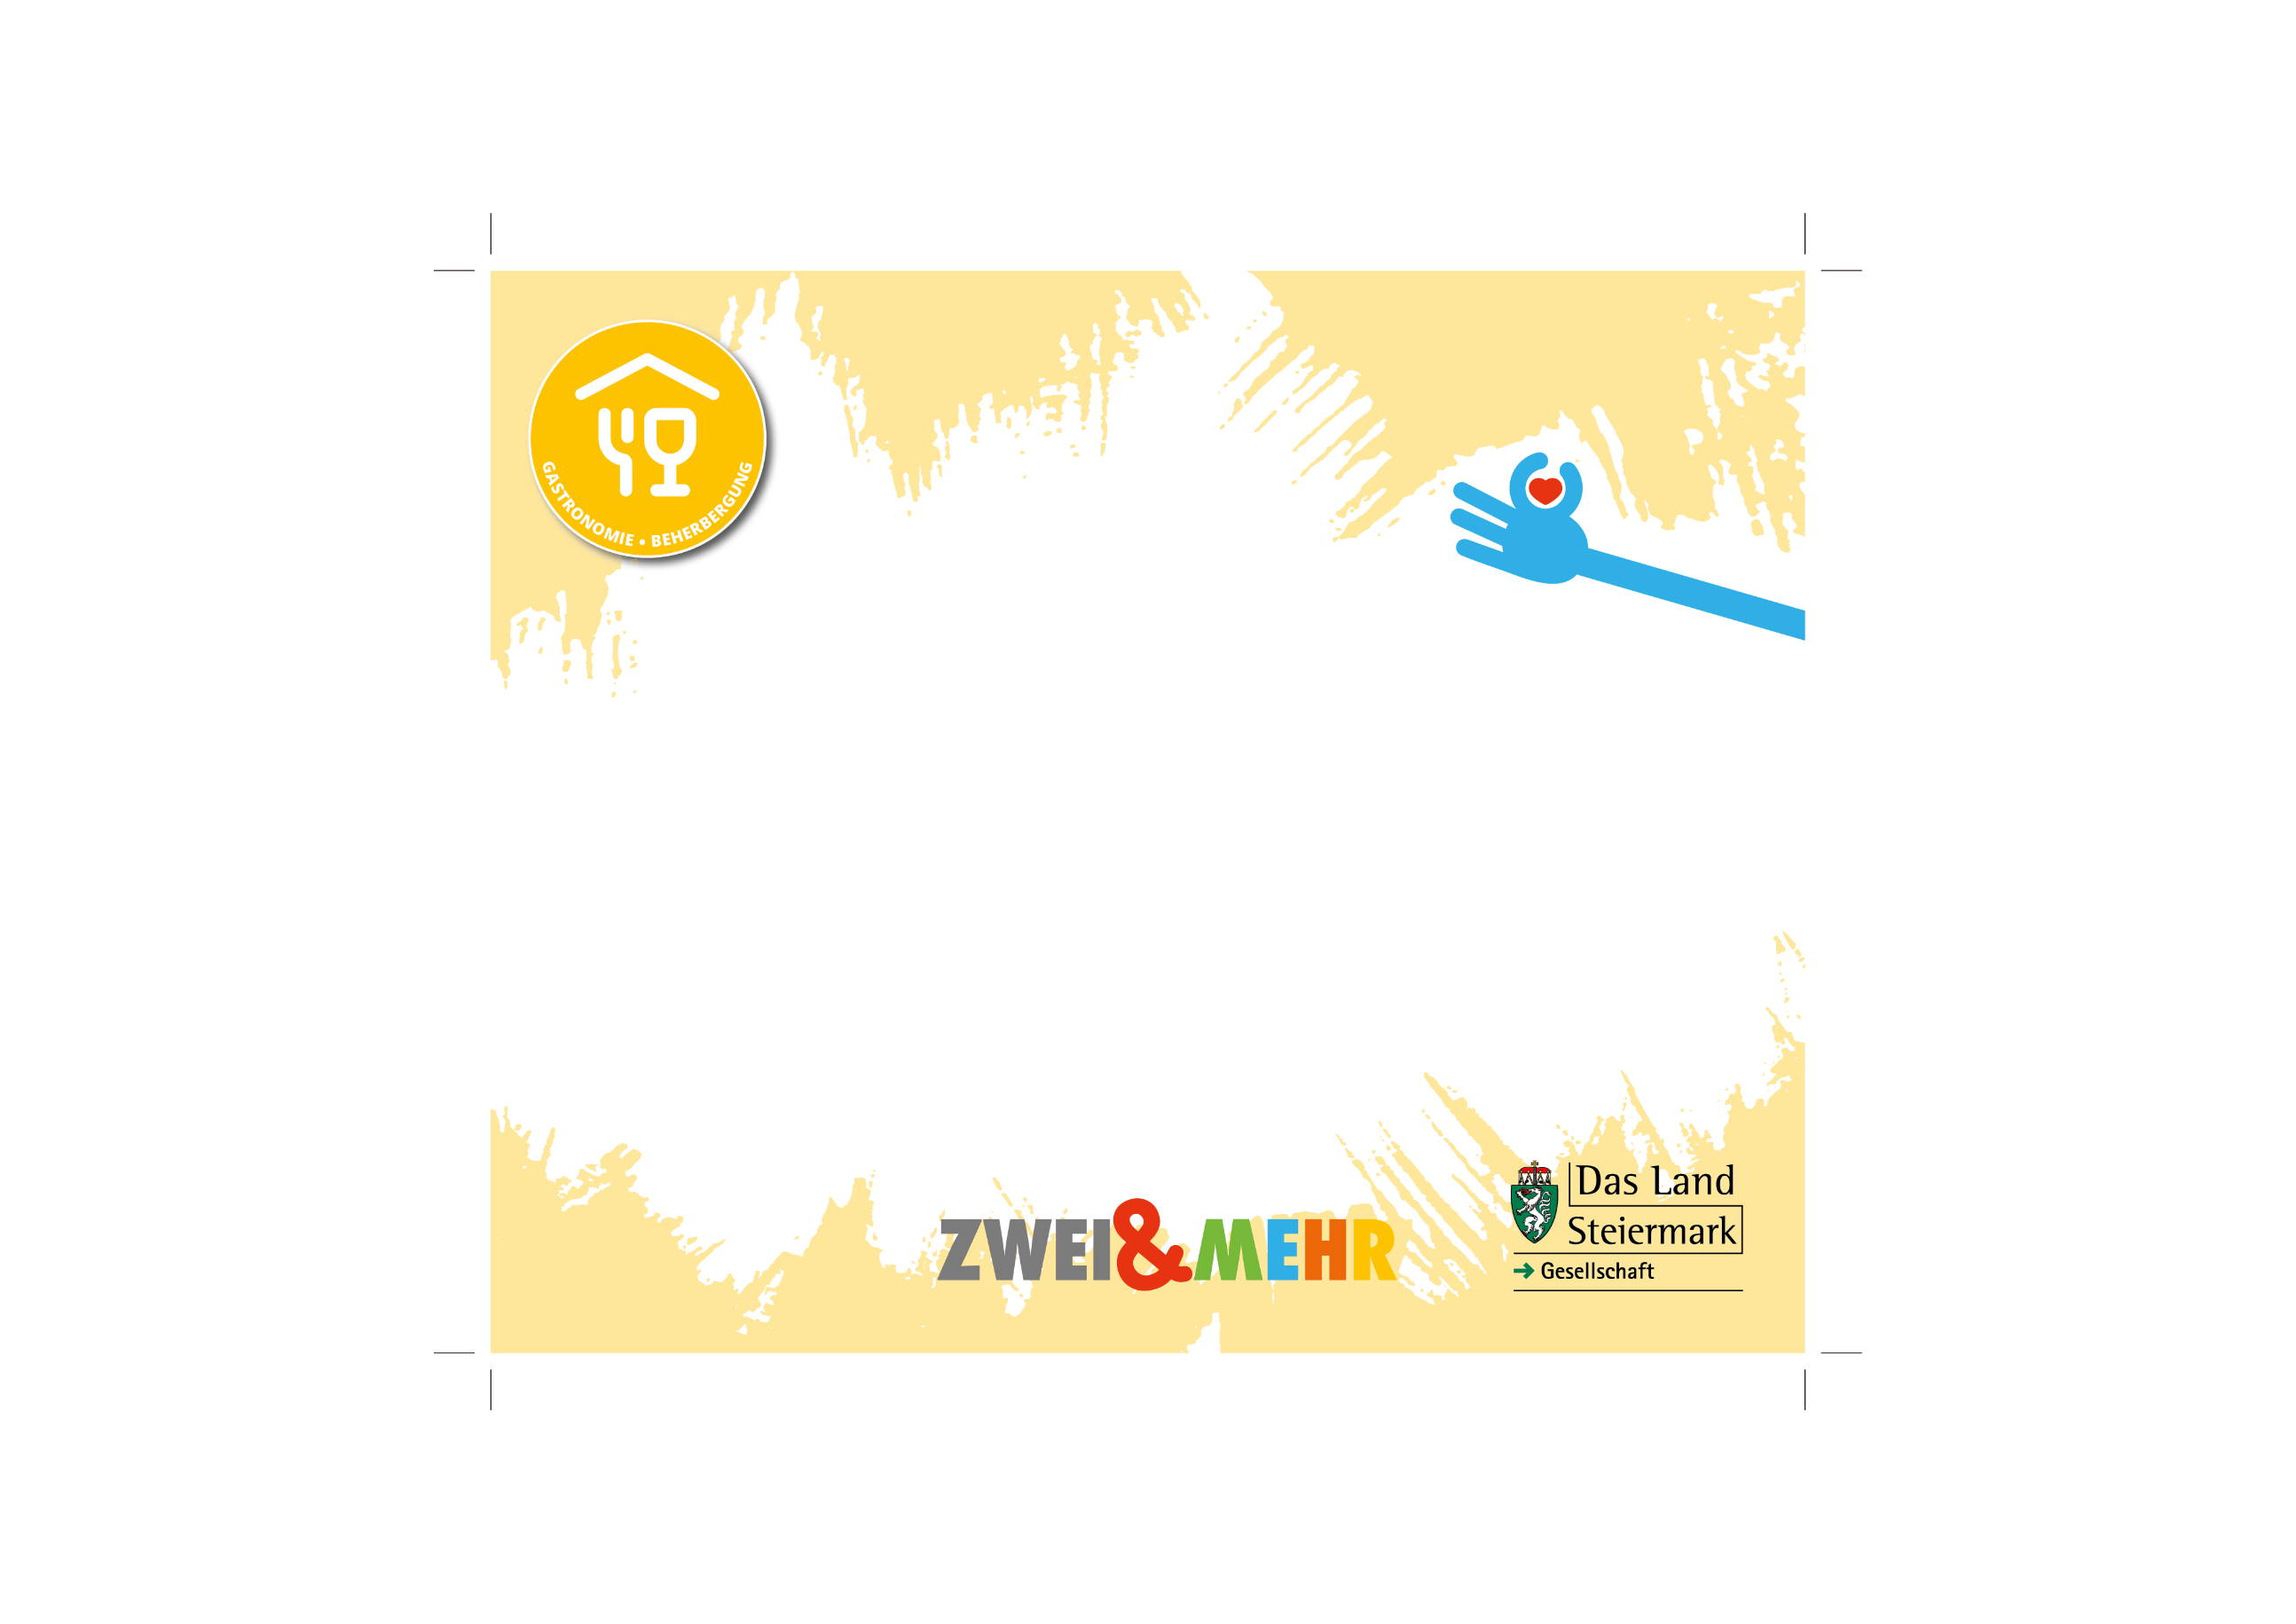 GASTRONOMIE • BEHERBERGUNG
ZWEI&MEHR
Das Land
Steiermark
→ Gesellschaft